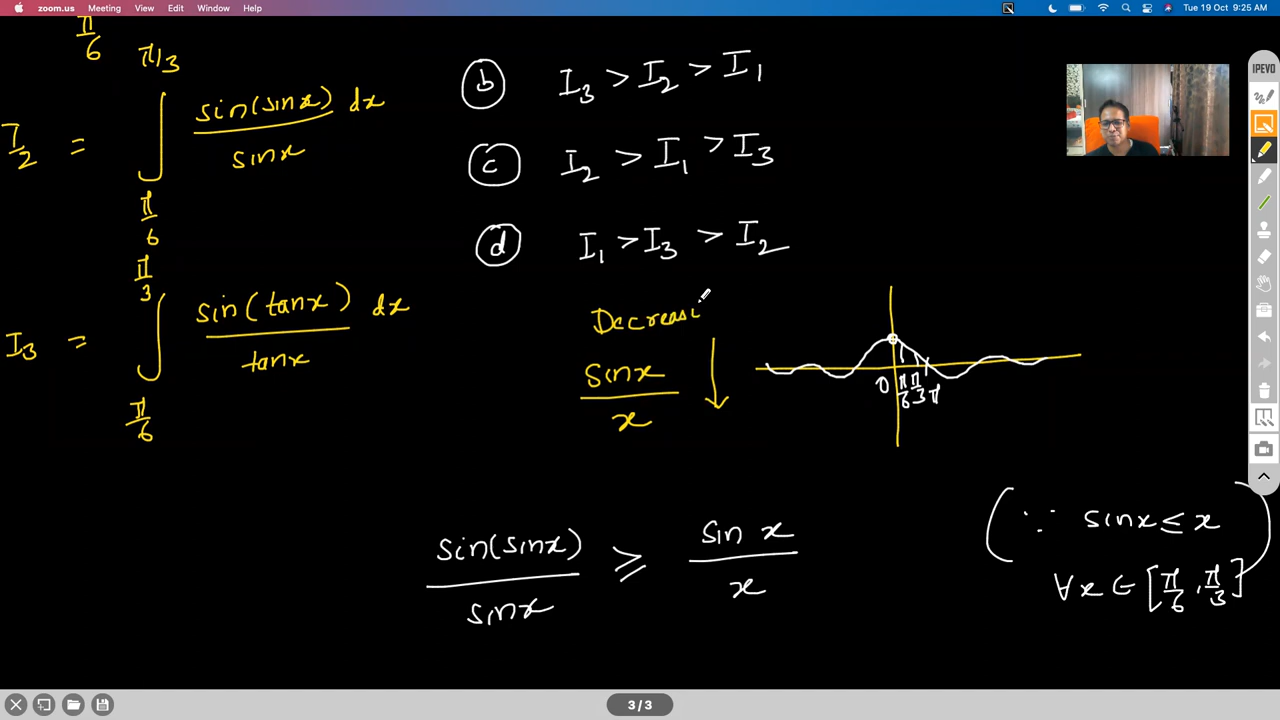 zoom.us Meeting View Edit Window Help Tue 19 Oct 9:25 AM
π/6
I₂ = ∫_{π/6}^{π/3} sin(sinx)/sinx dx
I₃ = ∫_{π/6}^{π/3} sin(tanx)/tanx dx
(b) I₃ > I₂ > I₁
(c) I₂ > I₁ > I₃
(d) I₁ > I₃ > I₂
Decreasi
sinx/x ↓
0 π/6 π/3 π
sin(sinx)/sinx ≥ sin x/x
(∵ sinx ≤ x
∀x ∈ [π/6, π/3])
IPEVO
3/3